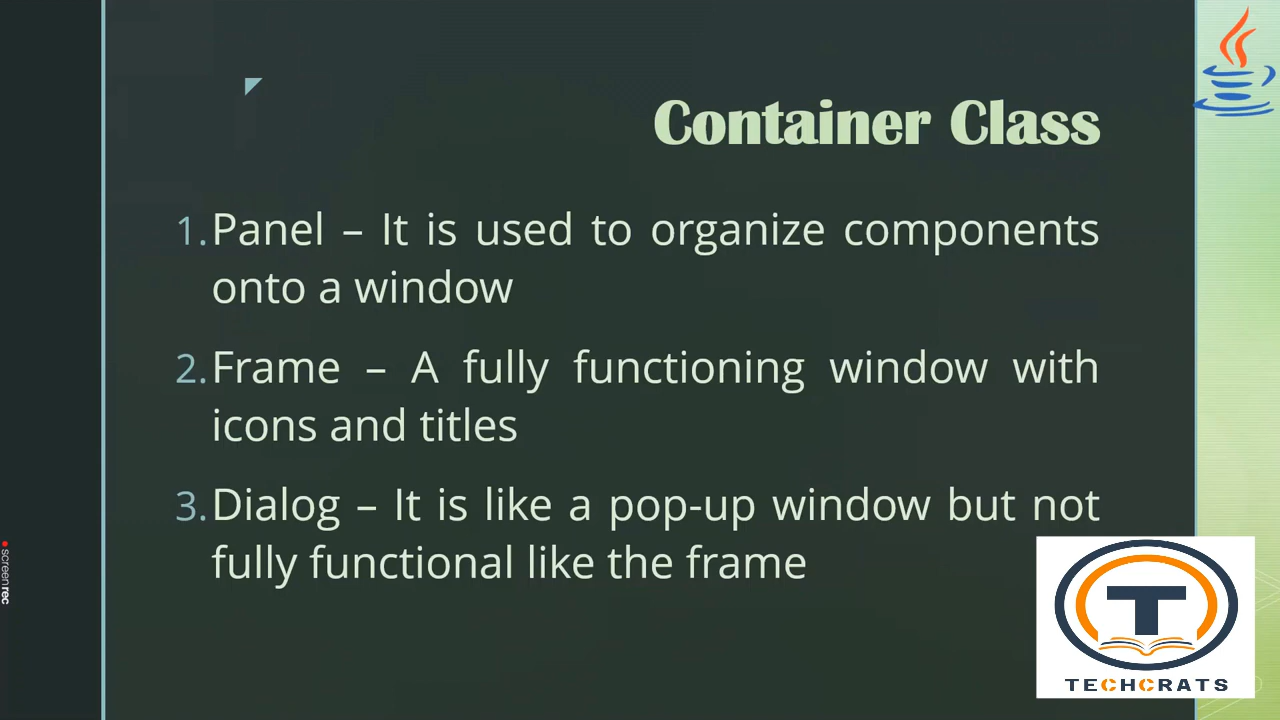 Container Class
1. Panel – It is used to organize components
onto a window
2. Frame – A fully functioning window with
icons and titles
3. Dialog – It is like a pop-up window but not
fully functional like the frame
screenrec
T
TECHCRATS